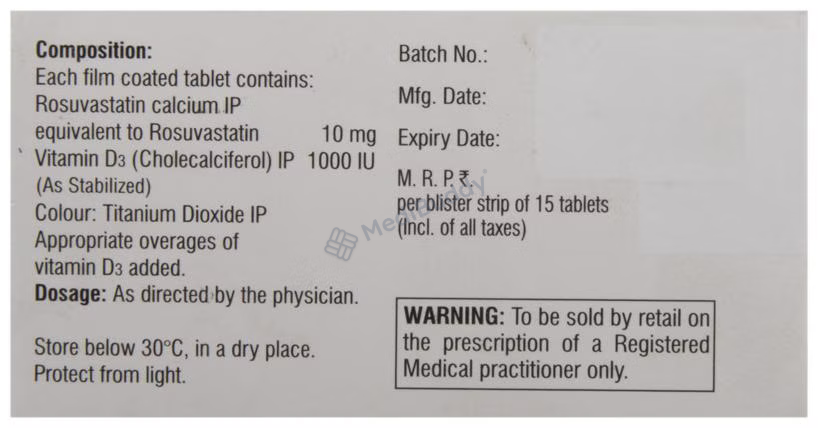 Composition:
Each film coated tablet contains:
Rosuvastatin calcium IP
equivalent to Rosuvastatin 10 mg
Vitamin D3 (Cholecalciferol) IP 1000 IU
(As Stabilized)
Colour: Titanium Dioxide IP
Appropriate overages of
vitamin D3 added.
Dosage: As directed by the physician.
Store below 30°C, in a dry place.
Protect from light.
Batch No.:
Mfg. Date:
Expiry Date:
M. R. P. ₹.
per blister strip of 15 tablets
(Incl. of all taxes)
MediBuddy
WARNING: To be sold by retail on
the prescription of a Registered
Medical practitioner only.